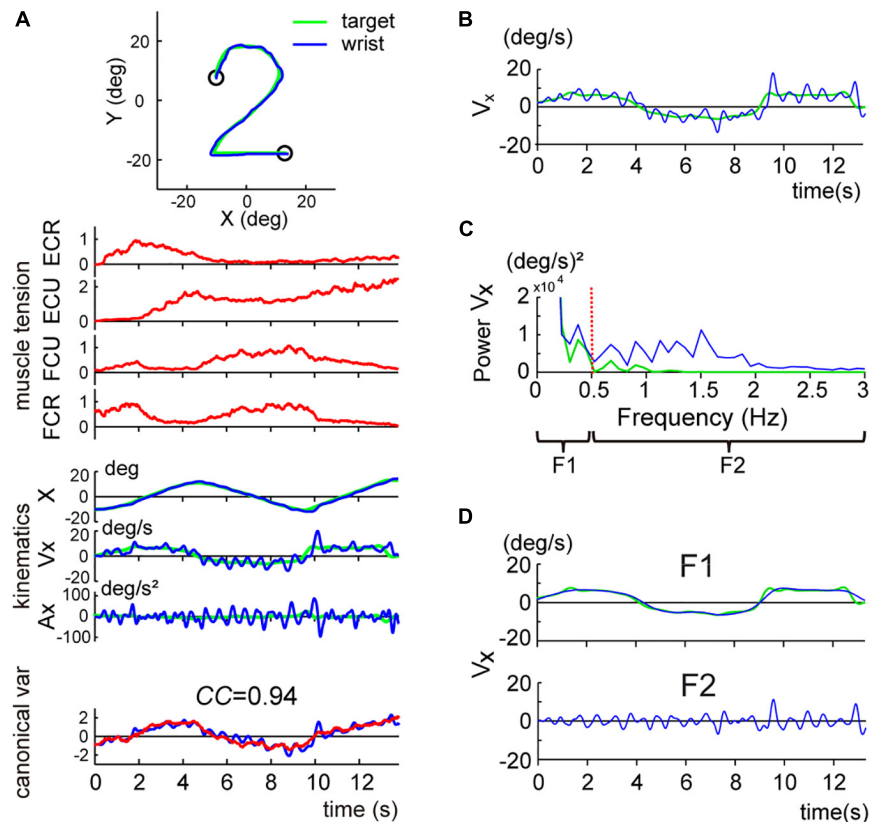 A
target
wrist
Y (deg)
20
0
-20
-20 0 20
X (deg)
muscle tension
ECR
1
0
ECU
2
1
0
FCU
1
0
FCR
1
0
kinematics
deg
X
20
0
-20
deg/s
Vx
20
0
-20
deg/s²
Ax
100
0
-100
canonical var
CC=0.94
2
0
-2
0 2 4 6 8 10 12
time (s)
B
(deg/s)
Vx
20
0
-20
0 2 4 6 8 10 12
time(s)
C
(deg/s)²
x10⁴
Power Vx
2
1
0
0 0.5 1 1.5 2 2.5 3
Frequency (Hz)
F1 F2
D
(deg/s)
Vx
F1
20
0
-20
F2
20
0
-20
0 2 4 6 8 10 12
time(s)